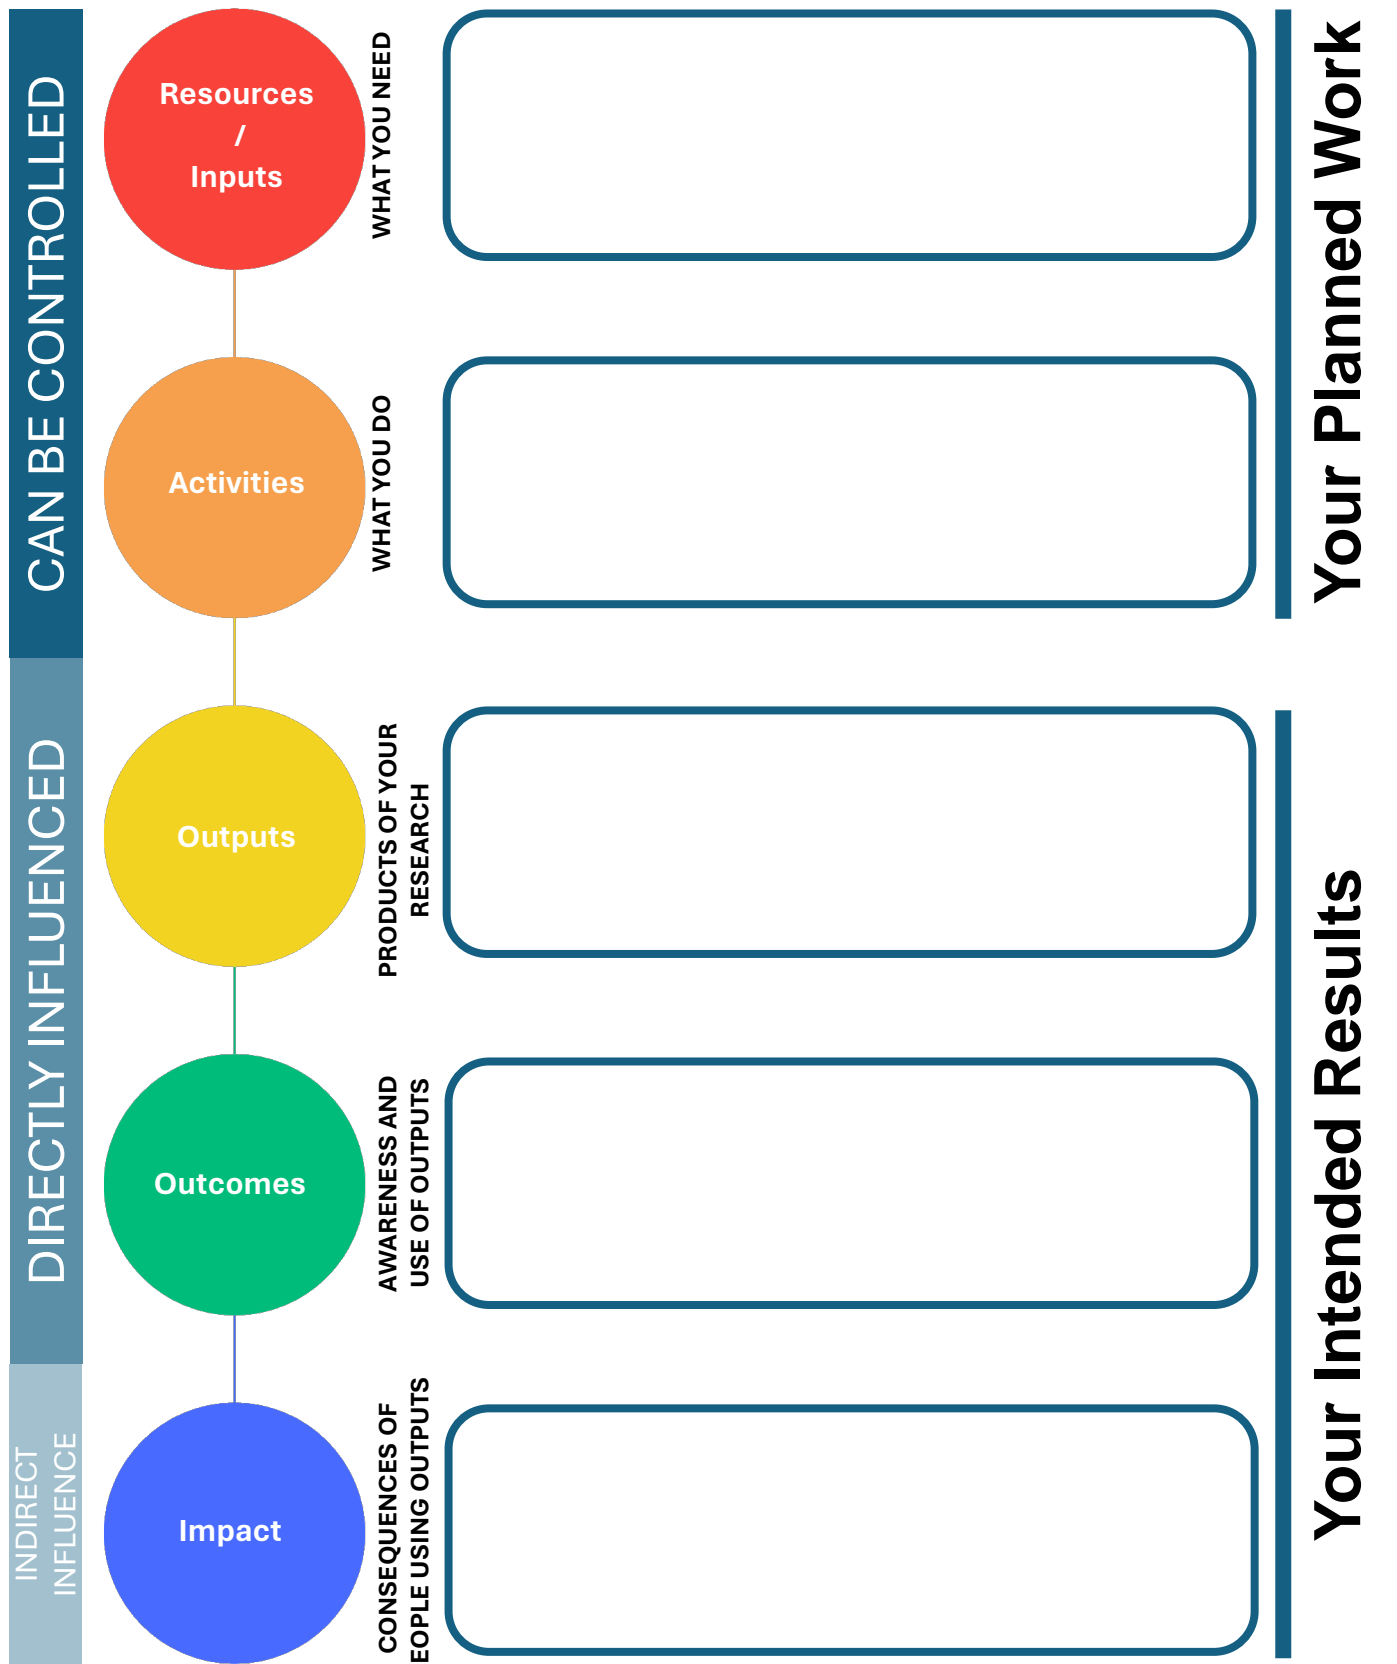 CAN BE CONTROLLED
Resources
/
Inputs
WHAT YOU NEED
Your Planned Work
Activities
WHAT YOU DO
DIRECTLY INFLUENCED
Outputs
PRODUCTS OF YOUR
RESEARCH
Your Intended Results
Outcomes
AWARENESS AND
USE OF OUTPUTS
INDIRECT
INFLUENCE
Impact
CONSEQUENCES OF
EOPLE USING OUTPUTS